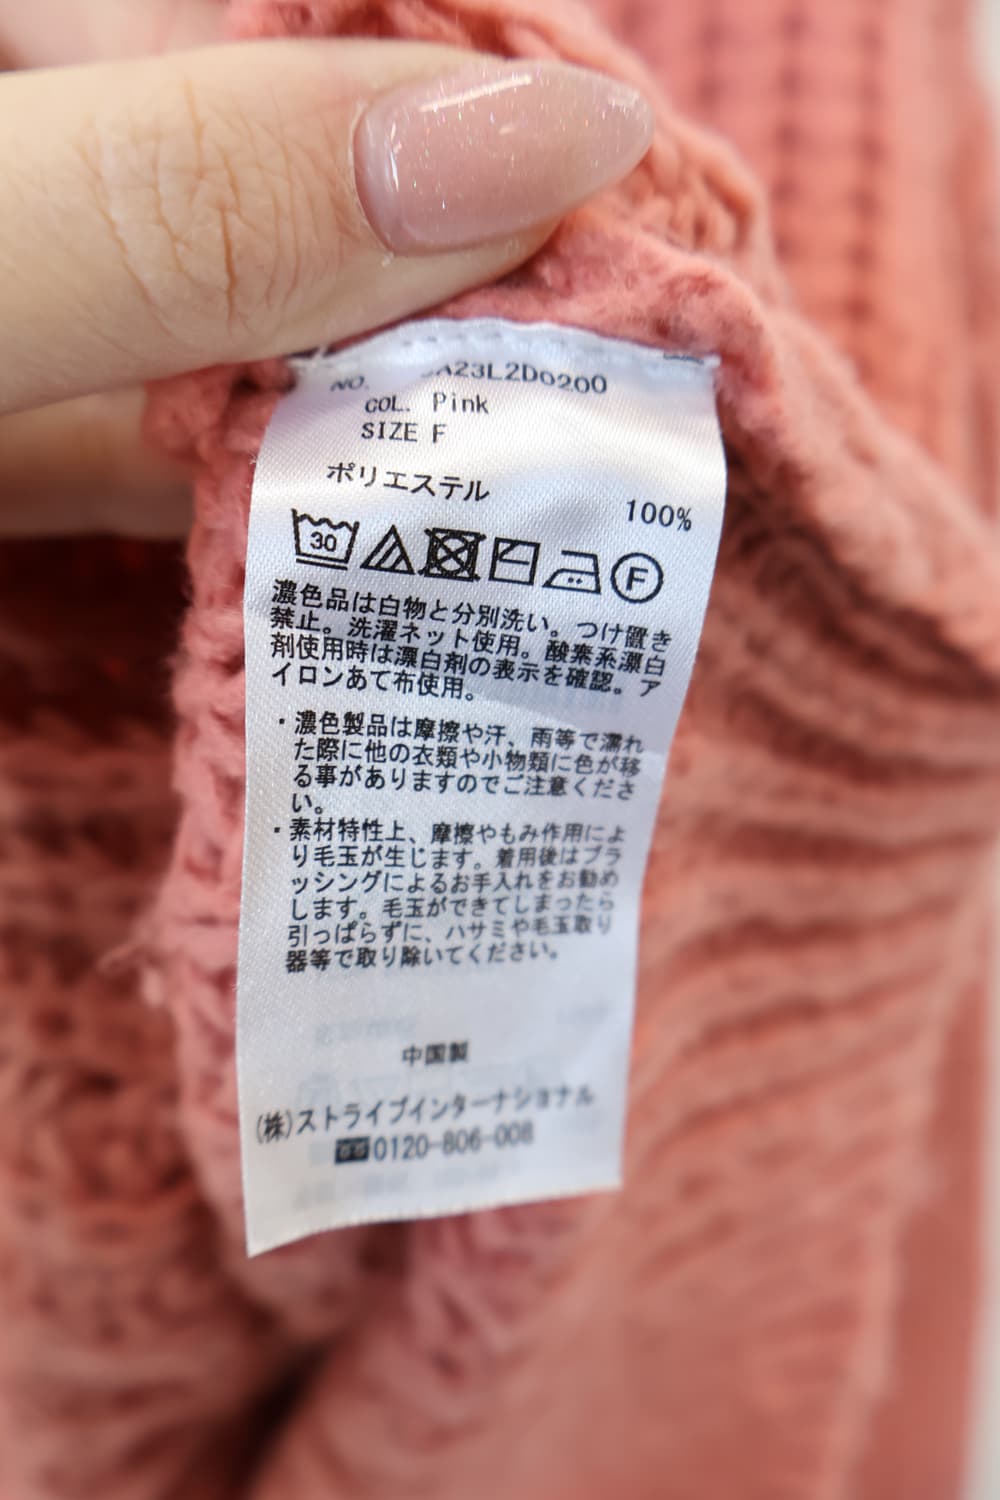 NO. A23L2D0200
COL. Pink
SIZE F
ポリエステル
100%
30 F
濃色品は白物と分別洗い。つけ置き
禁止。洗濯ネット使用。酸素系漂白
剤使用時は漂白剤の表示を確認。ア
イロンあて布使用。
・濃色製品は摩擦や汗、雨等で濡れ
た際に他の衣類や小物類に色が移
る事がありますのでご注意くださ
い。
・素材特性上、摩擦やもみ作用によ
り毛玉が生じます。着用後はブラ
ッシングによるお手入れをお勧め
します。毛玉ができてしまったら
引っぱらずに、ハサミや毛玉取り
器等で取り除いてください。
中国製
(株)ストライプインターナショナル
0120-806-008